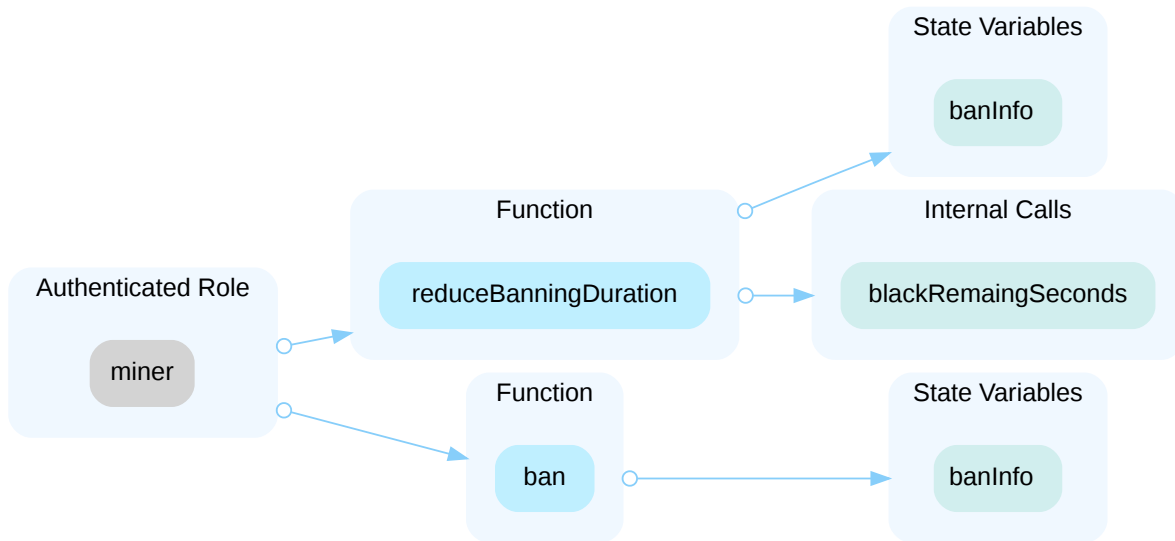 Authenticated Role
miner
Function
reduceBanningDuration
State Variables
banInfo
Internal Calls
blackRemaingSeconds
Function
ban
State Variables
banInfo